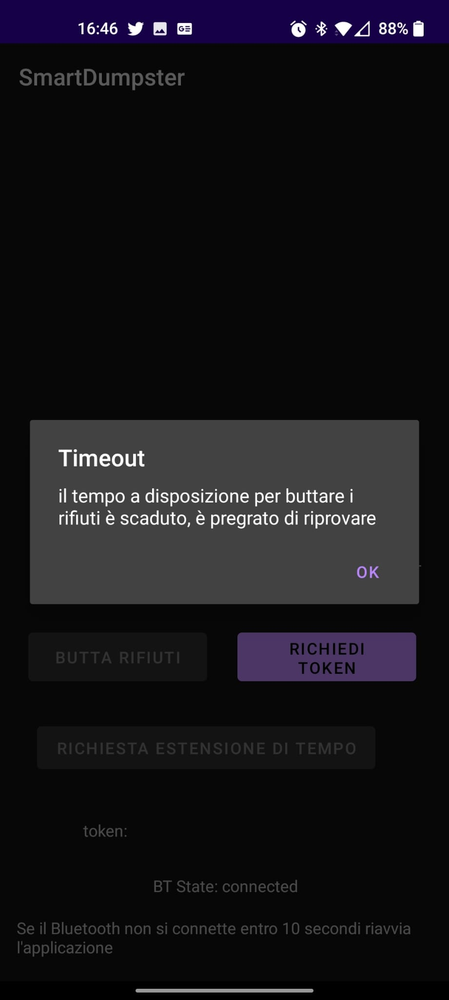 16:46
GE
88%
SmartDumpster
Timeout
il tempo a disposizione per buttare i
rifiuti è scaduto, è pregrato di riprovare
OK
BUTTA RIFIUTI
RICHIEDI
TOKEN
RICHIESTA ESTENSIONE DI TEMPO
token:
BT State: connected
Se il Bluetooth non si connette entro 10 secondi riavvia
l'applicazione